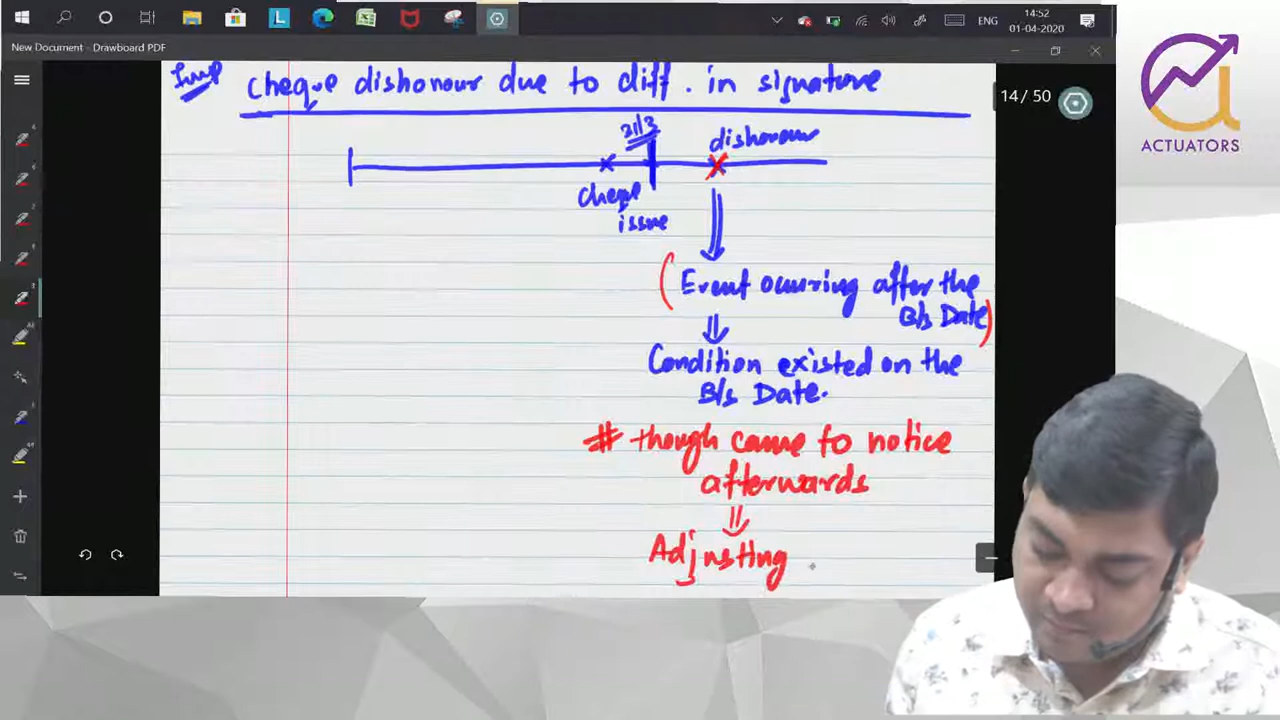 14:52
ENG
01-04-2020
New Document - Drawboard PDF
Imp
Cheque dishonour due to diff. in signature
14 / 50
31/3
dishonour
Cheque
issue
(Event occurring after the
B/s Date)
Condition existed on the
B/s Date.
# though came to notice
afterwards
Adjusting
ACTUATORS